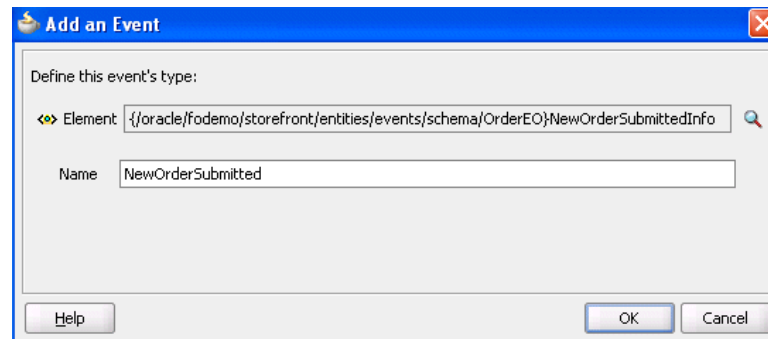 Add an Event
Define this event's type:
Element {/oracle/fodemo/storefront/entities/events/schema/OrderEO}NewOrderSubmittedInfo
Name NewOrderSubmitted
Help OK Cancel